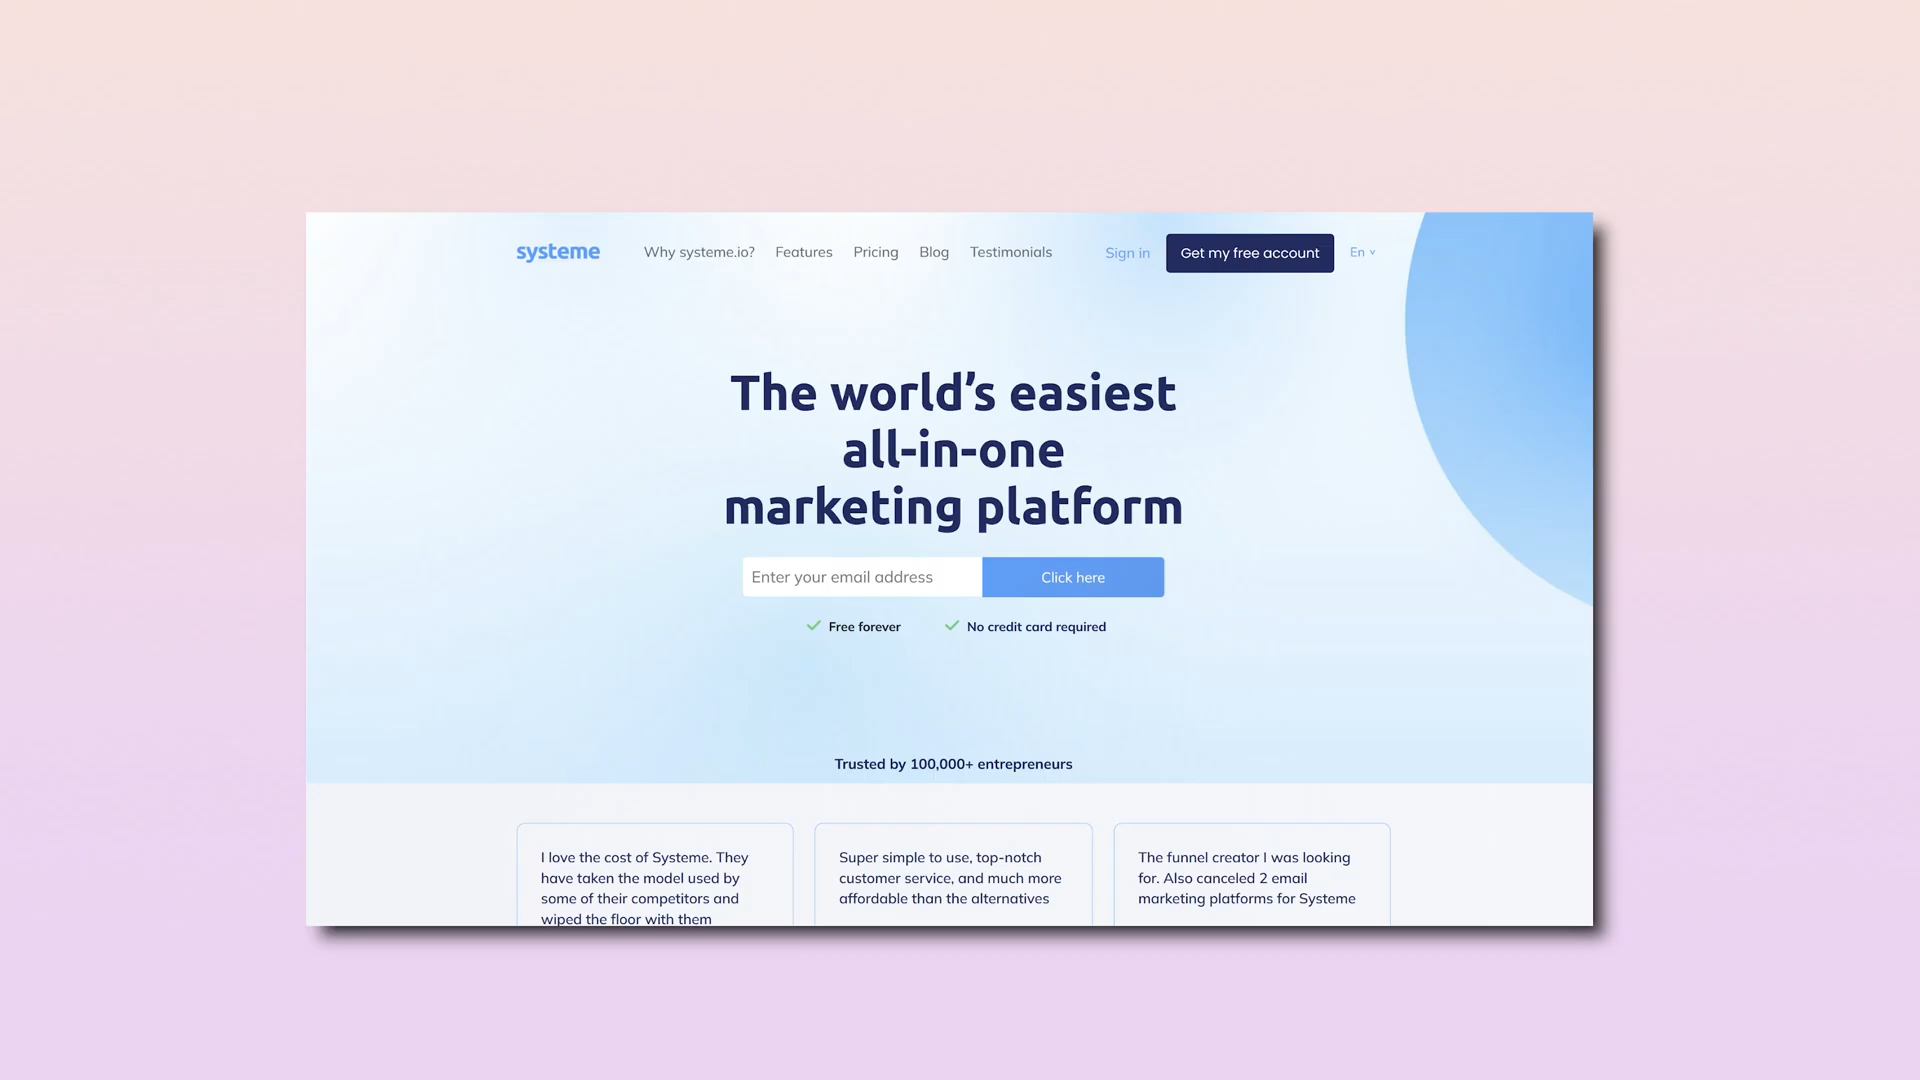 systeme
Why systeme.io? Features Pricing Blog Testimonials Sign in Get my free account En
The world’s easiest
all-in-one
marketing platform
Enter your email address Click here
Free forever No credit card required
Trusted by 100,000+ entrepreneurs
I love the cost of Systeme. They
have taken the model used by
some of their competitors and
wiped the floor with them
Super simple to use, top-notch
customer service, and much more
affordable than the alternatives
The funnel creator I was looking
for. Also canceled 2 email
marketing platforms for Systeme